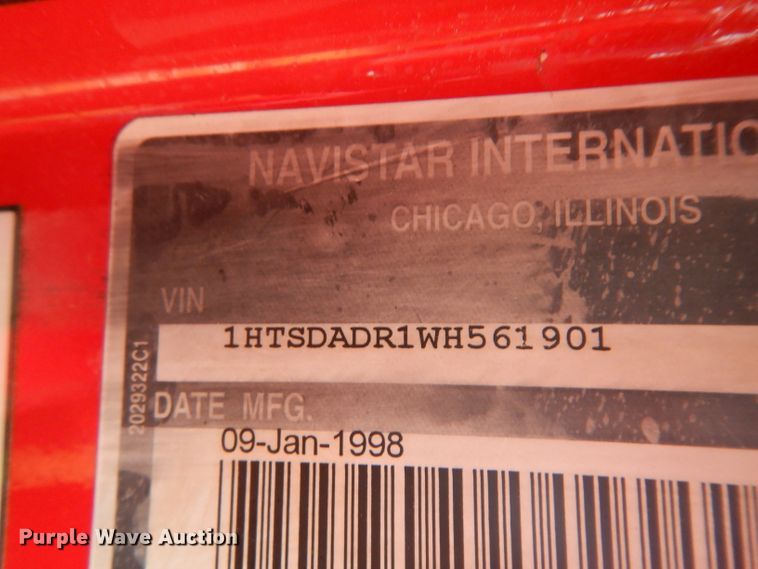 NAVISTAR INTERNATIO
CHICAGO, ILLINOIS
VIN
1HTSDADR1WH561901
2029322C1
DATE MFG.
09-Jan-1998
Purple Wave Auction